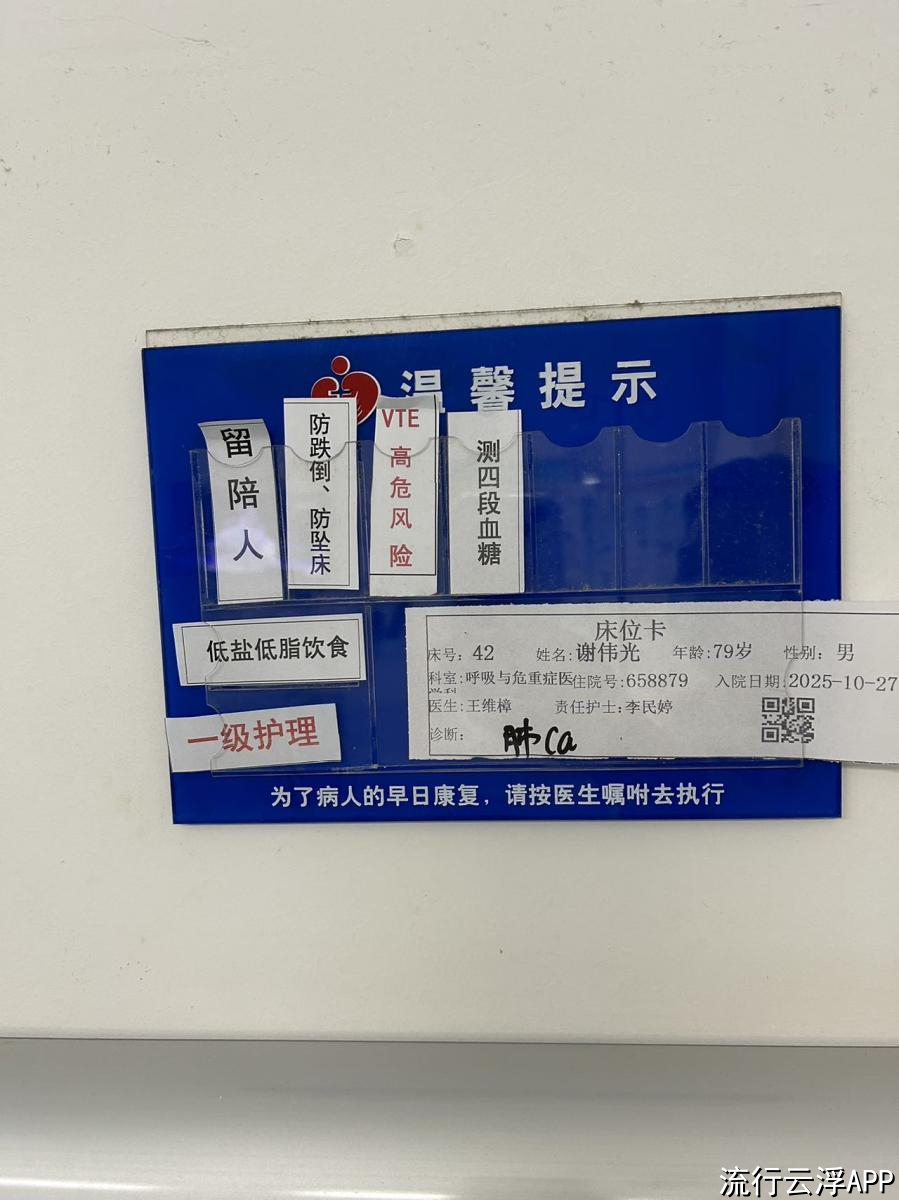 温馨提示
留陪人
防跌倒、防坠床
VTE高危风险
测四段血糖
低盐低脂饮食
一级护理
床位卡
床号: 42 姓名: 谢伟光 年龄: 79岁 性别: 男
科室: 呼吸与危重症医学科 住院号: 658879 入院日期: 2025-10-27
医生: 王维樟 责任护士: 李民婷
诊断: 肺Ca
为了病人的早日康复，请按医生嘱咐去执行
流行云浮APP